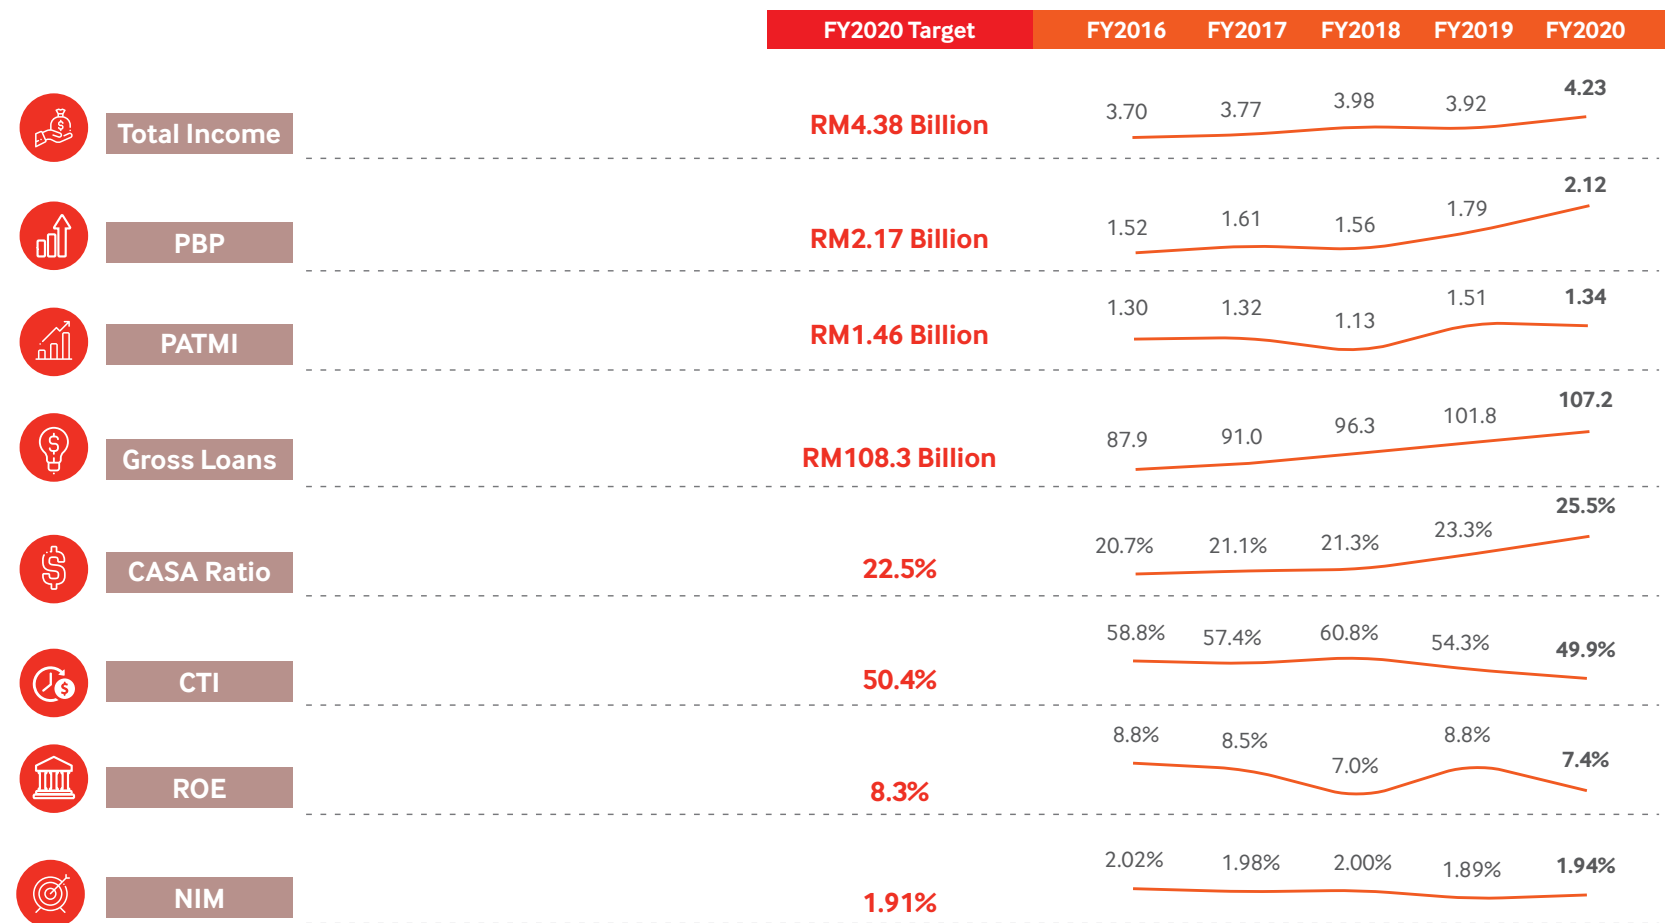 FY2020 Target FY2016 FY2017 FY2018 FY2019 FY2020
Total Income RM4.38 Billion 3.70 3.77 3.98 3.92 4.23
PBP RM2.17 Billion 1.52 1.61 1.56 1.79 2.12
PATMI RM1.46 Billion 1.30 1.32 1.13 1.51 1.34
Gross Loans RM108.3 Billion 87.9 91.0 96.3 101.8 107.2
CASA Ratio 22.5% 20.7% 21.1% 21.3% 23.3% 25.5%
CTI 50.4% 58.8% 57.4% 60.8% 54.3% 49.9%
ROE 8.3% 8.8% 8.5% 7.0% 8.8% 7.4%
NIM 1.91% 2.02% 1.98% 2.00% 1.89% 1.94%